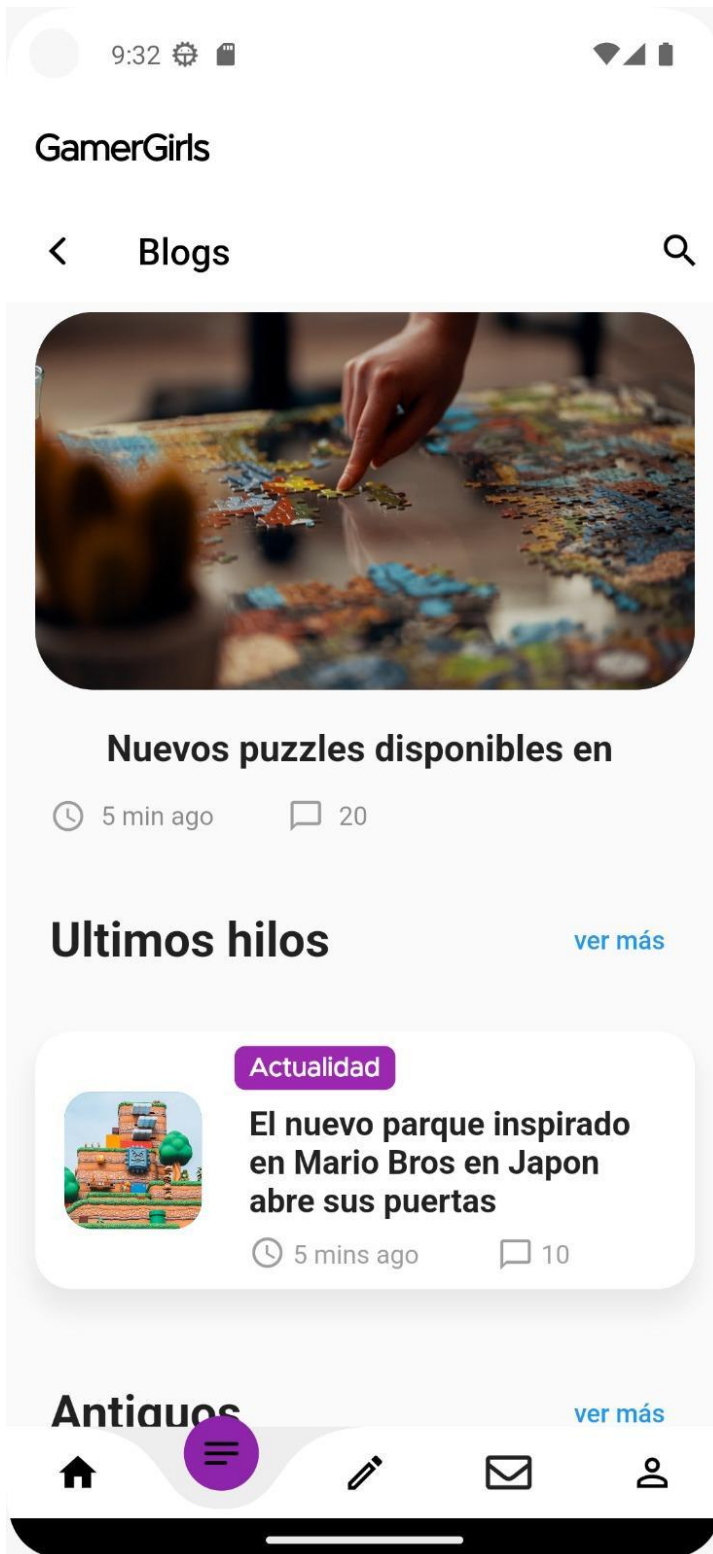 9:32
GamerGirls
Blogs
Nuevos puzzles disponibles en
5 min ago
20
Ultimos hilos
ver más
Actualidad
El nuevo parque inspirado
en Mario Bros en Japon
abre sus puertas
5 mins ago
10
Antiguos
ver más